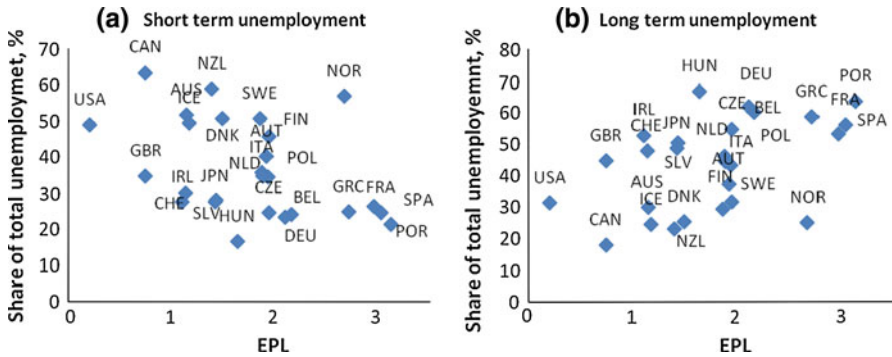 (a) Short term unemployment
Share of total unemploymet, %
70
60
50
40
30
20
10
0
0 1 2 3
EPL
CAN
NZL
NOR
USA
AUS
ICE
SWE
FIN
DNK
AUT
ITA
GBR
IRL
JPN
NLD
POL
CHE
CZE
SLV
HUN
BEL
DEU
GRC
FRA
SPA
POR
(b) Long term unemployment
Share of total unemployemnt, %
80
70
60
50
40
30
20
10
0
0 1 2 3
EPL
HUN
DEU
POR
GRC
FRA
CZE
BEL
SPA
IRL
CHE
JPN
NLD
POL
GBR
SLV
ITA
AUT
FIN
USA
AUS
ICE
DNK
SWE
NOR
CAN
NZL